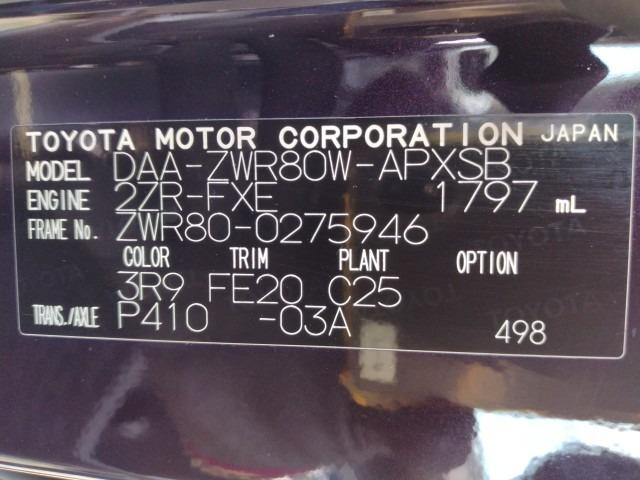 TOYOTA MOTOR CORPORATION JAPAN
MODEL DAA-ZWR80W-APXSB
ENGINE 2ZR-FXE 1797 mL
FRAME No. ZWR80-0275946
COLOR TRIM PLANT OPTION
3R9 FE20 C25
TRANS./AXLE P410 -03A 498